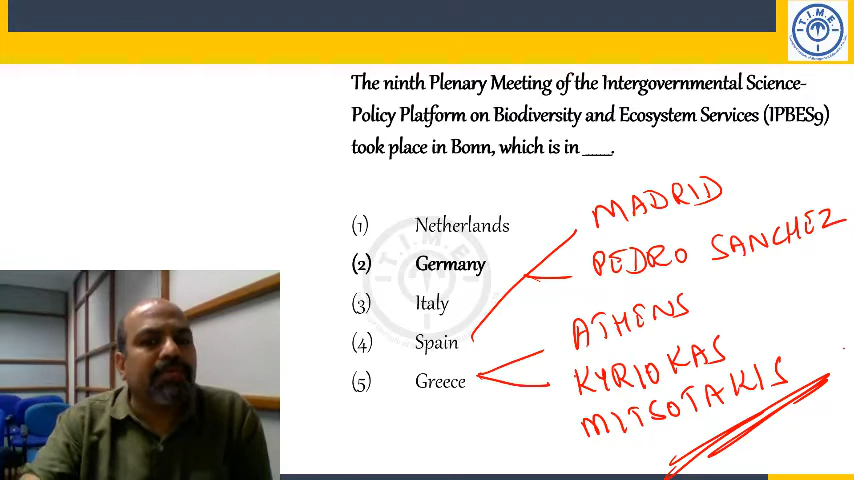 T.I.M.E.
The ninth Plenary Meeting of the Intergovernmental Science-
Policy Platform on Biodiversity and Ecosystem Services (IPBES9)
took place in Bonn, which is in ____.
(1) Netherlands
(2) Germany
(3) Italy
(4) Spain
(5) Greece
MADRID
PEDRO SANCHEZ
ATHENS
KYRIOKAS
MITSOTAKIS
T.I.M.E.